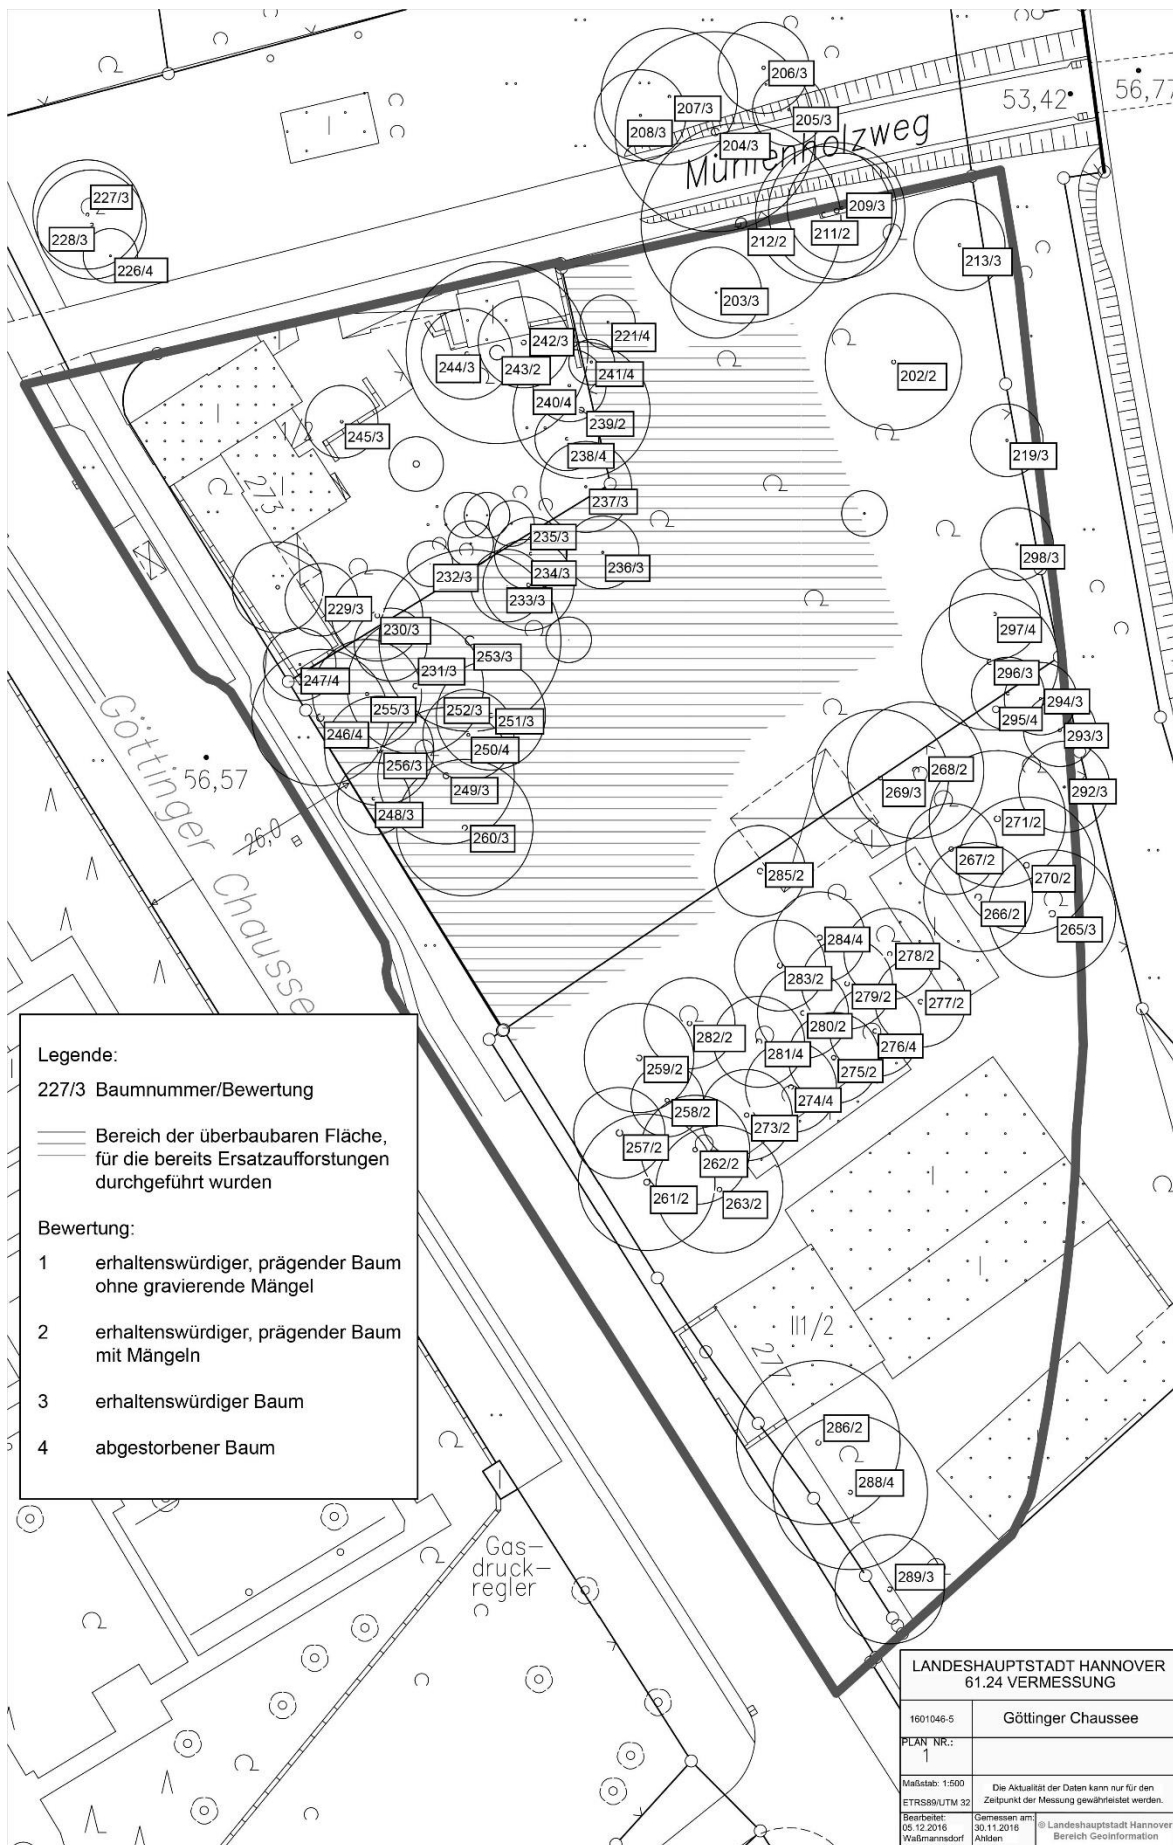 206/3
53,42
56,77
207/3
205/3
208/3
204/3
Mühlenholzweg
227/3
209/3
228/3
212/2
211/2
226/4
213/3
203/3
221/4
242/3
244/3
243/2
241/4
202/2
240/4
239/2
1/2
245/3
238/4
219/3
273
237/3
235/3
298/3
236/3
232/3
234/3
233/3
229/3
230/3
297/4
253/3
231/3
296/3
247/4
255/3
252/3
251/3
294/3
295/4
246/4
293/3
250/4
256/3
268/2
56,57
249/3
269/3
292/3
248/3
271/2
26,0
260/3
267/2
285/2
270/2
266/2
265/3
Göttinger Chaussee
284/4
278/2
283/2
279/2
277/2
280/2
282/2
276/4
281/4
275/2
259/2
274/4
258/2
273/2
257/2
262/2
261/2
263/2
II1/2
277
286/2
288/4
289/3
Gas-
druck-
regler
Legende:
227/3 Baumnummer/Bewertung
Bereich der überbaubaren Fläche,
für die bereits Ersatzaufforstungen
durchgeführt wurden
Bewertung:
1 erhaltenswürdiger, prägender Baum
ohne gravierende Mängel
2 erhaltenswürdiger, prägender Baum
mit Mängeln
3 erhaltenswürdiger Baum
4 abgestorbener Baum
LANDESHAUPTSTADT HANNOVER
61.24 VERMESSUNG
1601046-5
Göttinger Chaussee
PLAN NR.:
1
Maßstab: 1:500
ETRS89/UTM 32
Die Aktualität der Daten kann nur für den
Zeitpunkt der Messung gewährleistet werden.
Bearbeitet:
05.12.2016
Waßmannsdorf
Gemessen am:
30.11.2016
Ahlden
© Landeshauptstadt Hannover
Bereich Geoinformation